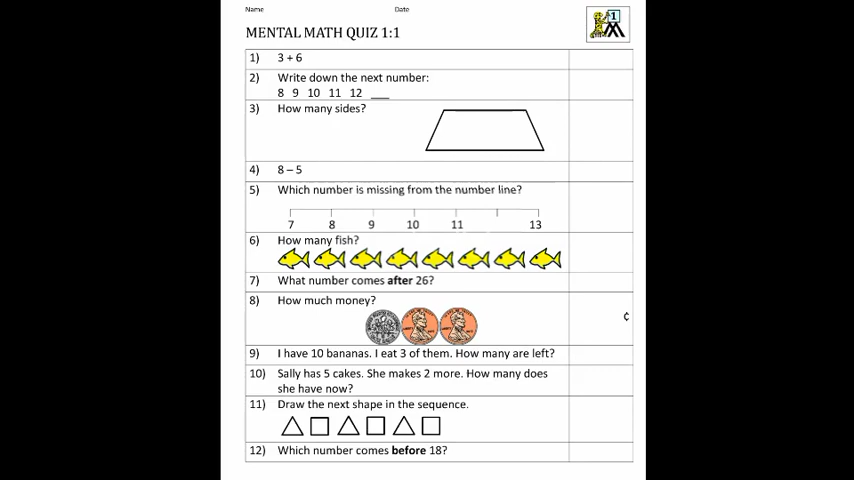 Name Date
MENTAL MATH QUIZ 1:1
1
1) 3 + 6
2) Write down the next number:
8 9 10 11 12 ___
3) How many sides?
4) 8 – 5
5) Which number is missing from the number line?
7 8 9 10 11 13
6) How many fish?
7) What number comes after 26?
8) How much money?
¢
9) I have 10 bananas. I eat 3 of them. How many are left?
10) Sally has 5 cakes. She makes 2 more. How many does
she have now?
11) Draw the next shape in the sequence.
12) Which number comes before 18?